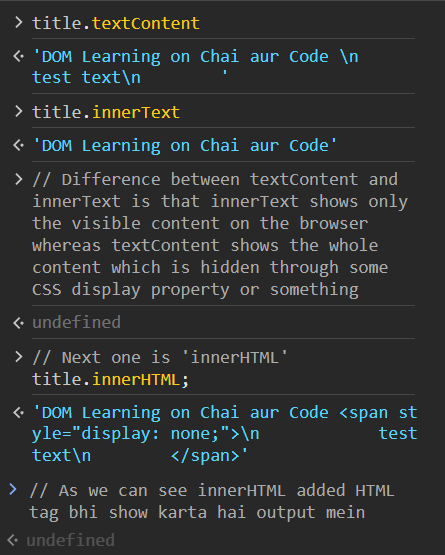 title.textContent
'DOM Learning on Chai aur Code \n
test text\n         '
title.innerText
'DOM Learning on Chai aur Code'
// Difference between textContent and
innerText is that innerText shows only
the visible content on the browser
whereas textContent shows the whole
content which is hidden through some
CSS display property or something
undefined
// Next one is 'innerHTML'
title.innerHTML;
'DOM Learning on Chai aur Code <span st
yle="display: none;">\n            test
text\n         </span>'
// As we can see innerHTML added HTML
tag bhi show karta hai output mein
undefined